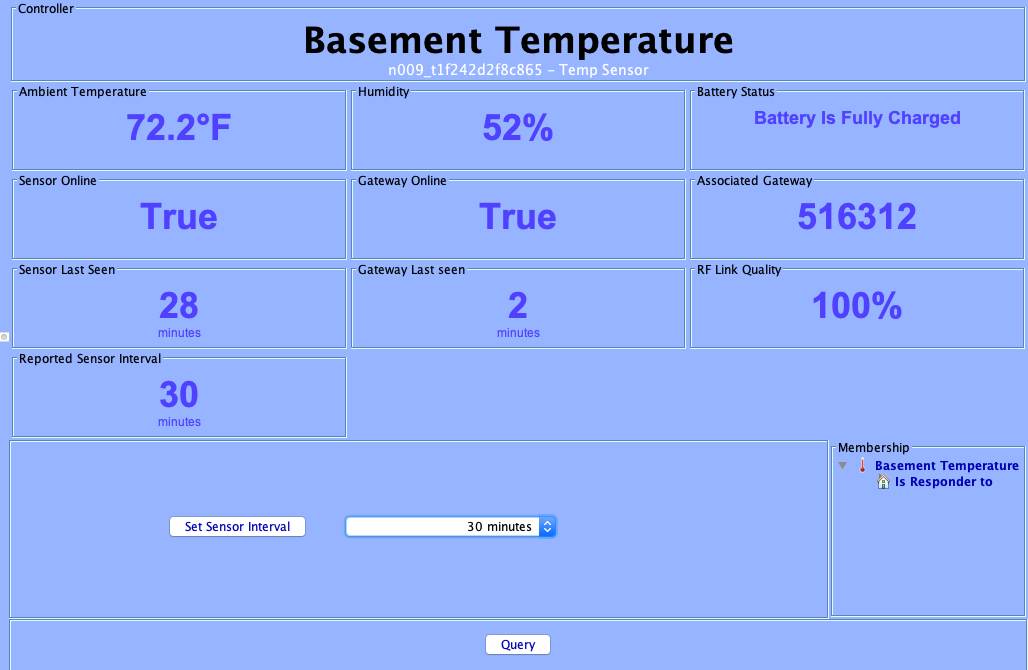 Controller
Basement Temperature
n009_t1f242d2f8c865 - Temp Sensor
Ambient Temperature
72.2°F
Humidity
52%
Battery Status
Battery Is Fully Charged
Sensor Online
True
Gateway Online
True
Associated Gateway
516312
Sensor Last Seen
28
minutes
Gateway Last seen
2
minutes
RF Link Quality
100%
Reported Sensor Interval
30
minutes
Set Sensor Interval
30 minutes
Membership
Basement Temperature
Is Responder to
Query